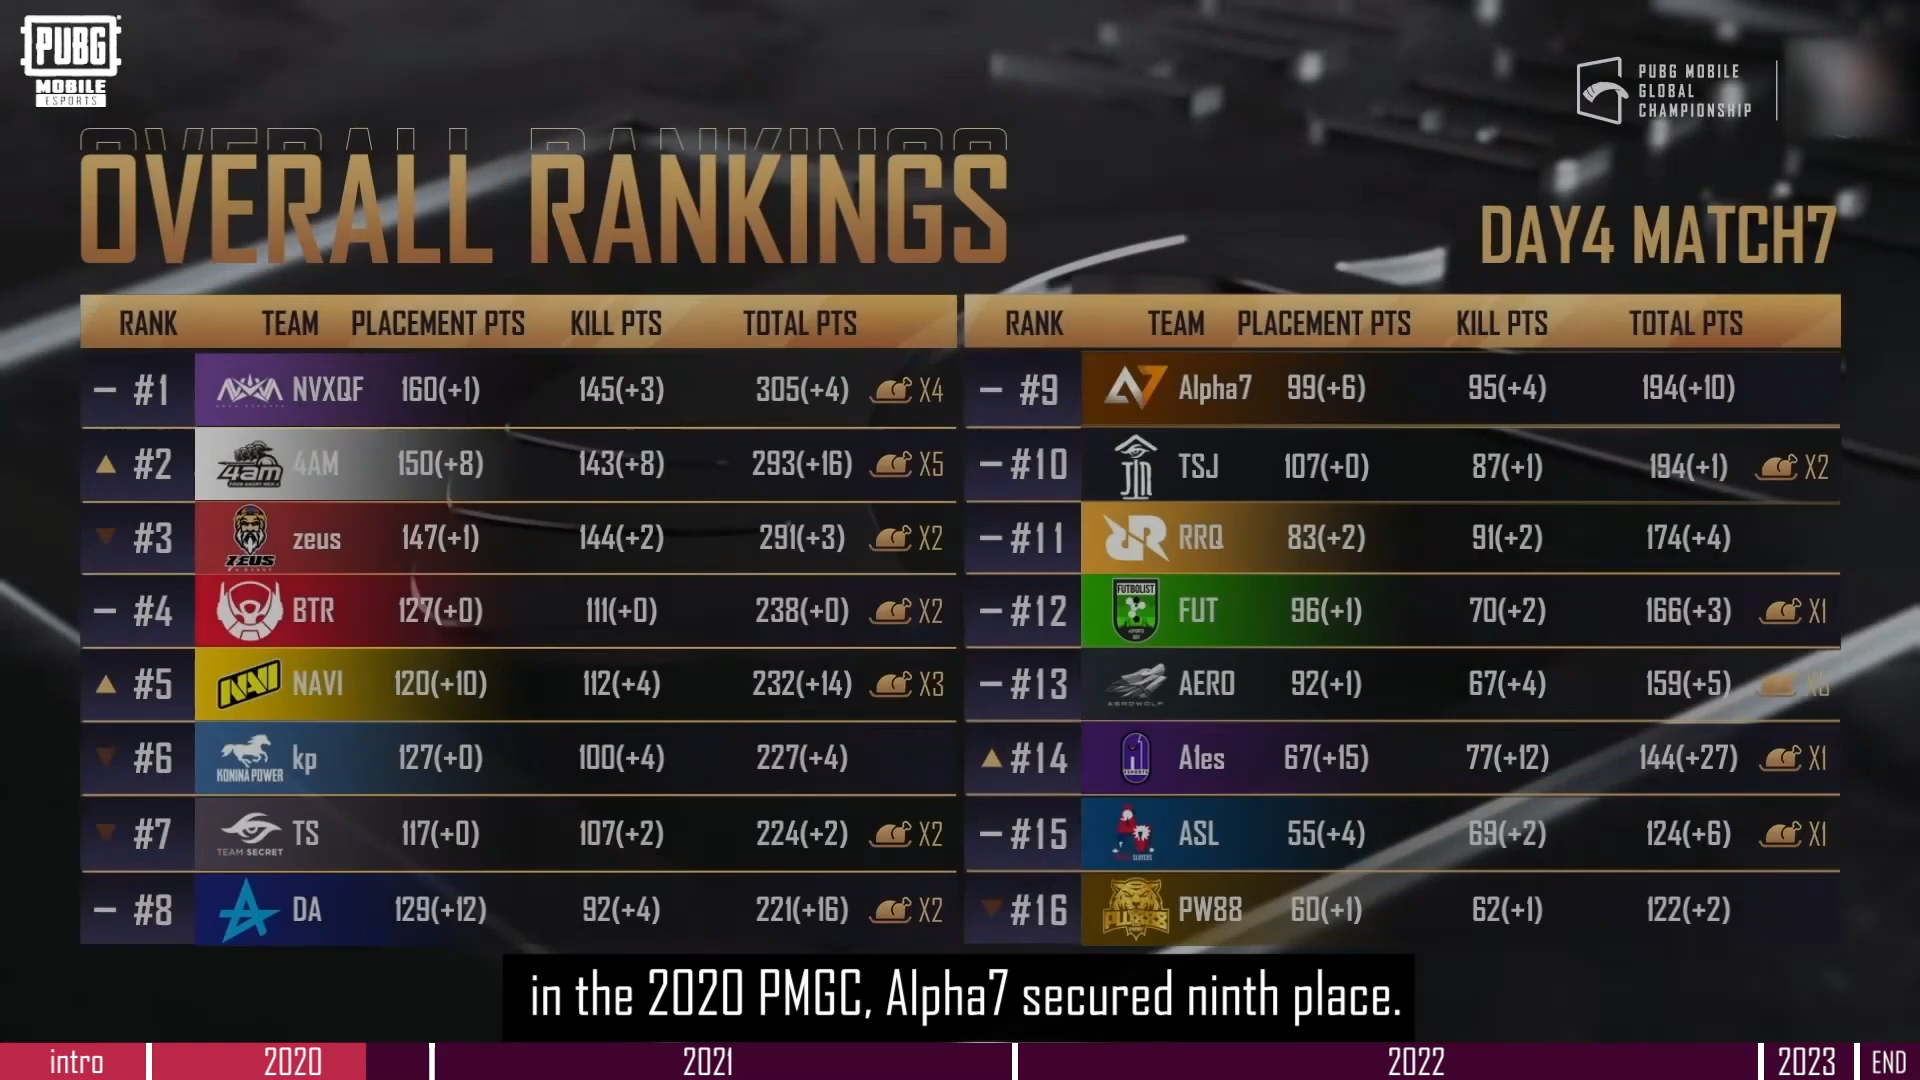 PUBG
MOBILE
ESPORTS
PUBG MOBILE
GLOBAL
CHAMPIONSHIP
OVERALL RANKINGS
DAY4 MATCH7
RANK TEAM PLACEMENT PTS KILL PTS TOTAL PTS
#1 NVXQF 160(+1) 145(+3) 305(+4) X4
#2 4am 4AM 150(+8) 143(+8) 293(+16) X5
#3 ZEUS zeus 147(+1) 144(+2) 291(+3) X2
#4 BTR 127(+0) 111(+0) 238(+0) X2
#5 NAVI NAVI 120(+10) 112(+4) 232(+14) X3
#6 KONINA POWER kp 127(+0) 100(+4) 227(+4)
#7 TEAM SECRET TS 117(+0) 107(+2) 224(+2) X2
#8 DA 129(+12) 92(+4) 221(+16) X2
RANK TEAM PLACEMENT PTS KILL PTS TOTAL PTS
#9 A7 Alpha7 99(+6) 95(+4) 194(+10)
#10 TSJ 107(+0) 87(+1) 194(+1) X2
#11 RRQ 83(+2) 91(+2) 174(+4)
#12 FUTBOLIST FUT 96(+1) 70(+2) 166(+3) X1
#13 AEROWOLF AERO 92(+1) 67(+4) 159(+5)
#14 A1es 67(+15) 77(+12) 144(+27) X1
#15 ASL 55(+4) 69(+2) 124(+6) X1
#16 PW88 60(+1) 62(+1) 122(+2)
in the 2020 PMGC, Alpha7 secured ninth place.
intro 2020 2021 2022 2023 END